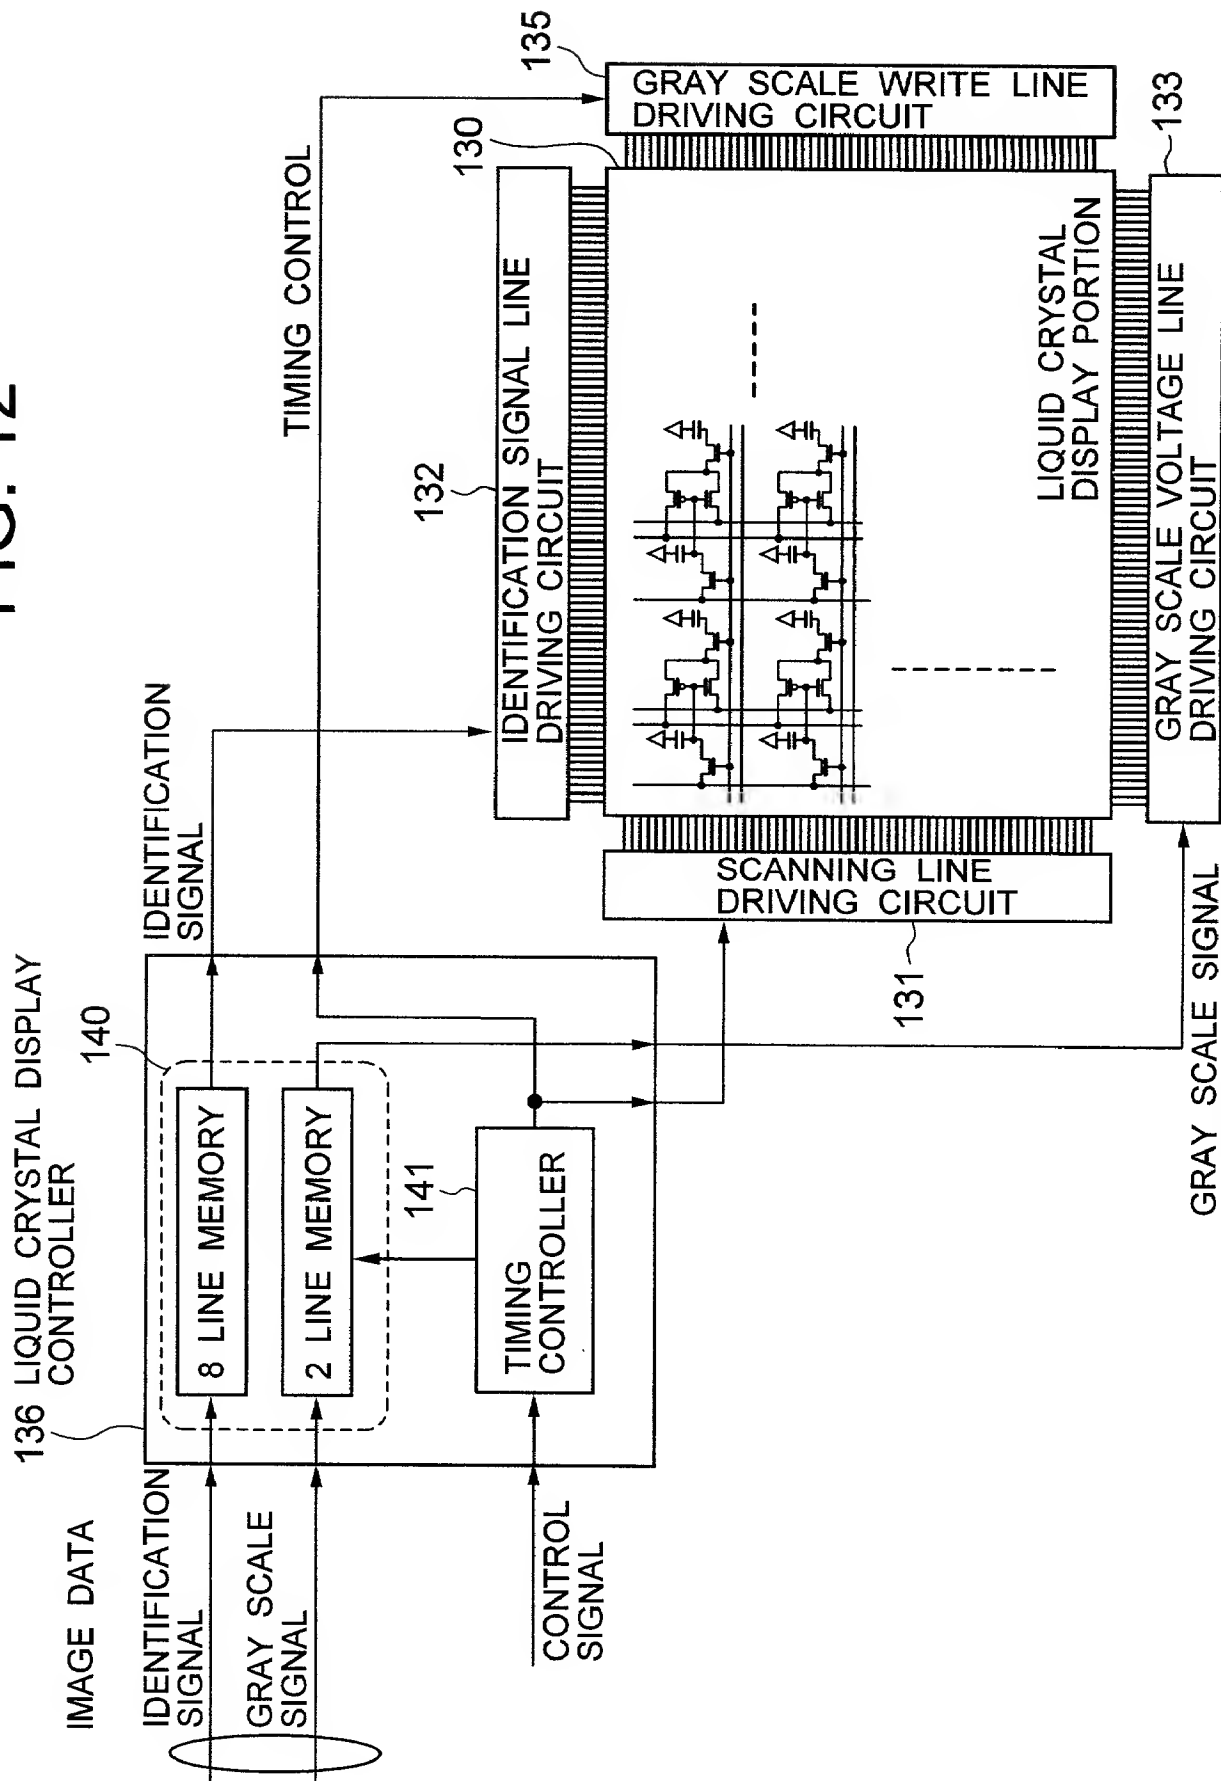 FIG. 12
IMAGE DATA
IDENTIFICATION
SIGNAL
GRAY SCALE
SIGNAL
CONTROL
SIGNAL
136 LIQUID CRYSTAL DISPLAY
CONTROLLER
140
8 LINE MEMORY
2 LINE MEMORY
141
TIMING
CONTROLLER
IDENTIFICATION
SIGNAL
TIMING CONTROL
132
IDENTIFICATION SIGNAL LINE
DRIVING CIRCUIT
130
135
GRAY SCALE WRITE LINE
DRIVING CIRCUIT
SCANNING LINE
DRIVING CIRCUIT
131
LIQUID CRYSTAL
DISPLAY PORTION
133
GRAY SCALE VOLTAGE LINE
DRIVING CIRCUIT
GRAY SCALE SIGNAL